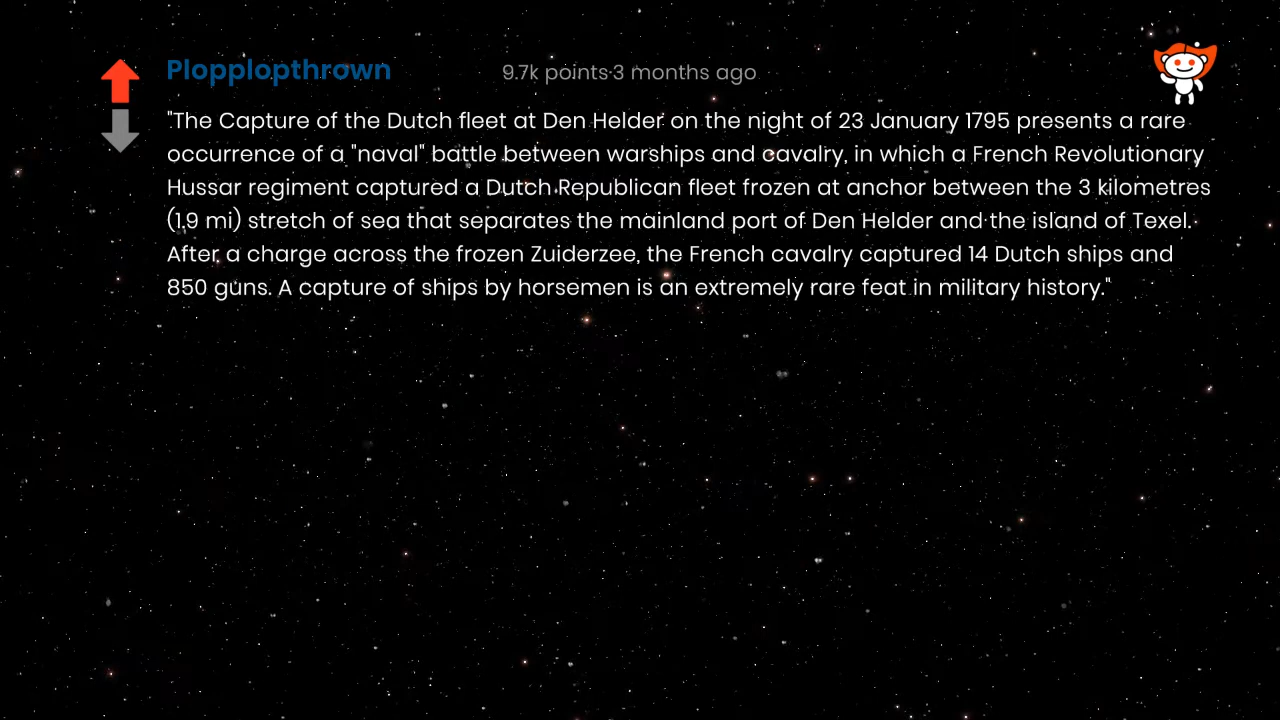 Plopplopthrown 9.7k points·3 months ago
"The Capture of the Dutch fleet at Den Helder on the night of 23 January 1795 presents a rare
occurrence of a "naval" battle between warships and cavalry, in which a French Revolutionary
Hussar regiment captured a Dutch Republican fleet frozen at anchor between the 3 kilometres
(1.9 mi) stretch of sea that separates the mainland port of Den Helder and the island of Texel.
After a charge across the frozen Zuiderzee, the French cavalry captured 14 Dutch ships and
850 guns. A capture of ships by horsemen is an extremely rare feat in military history."